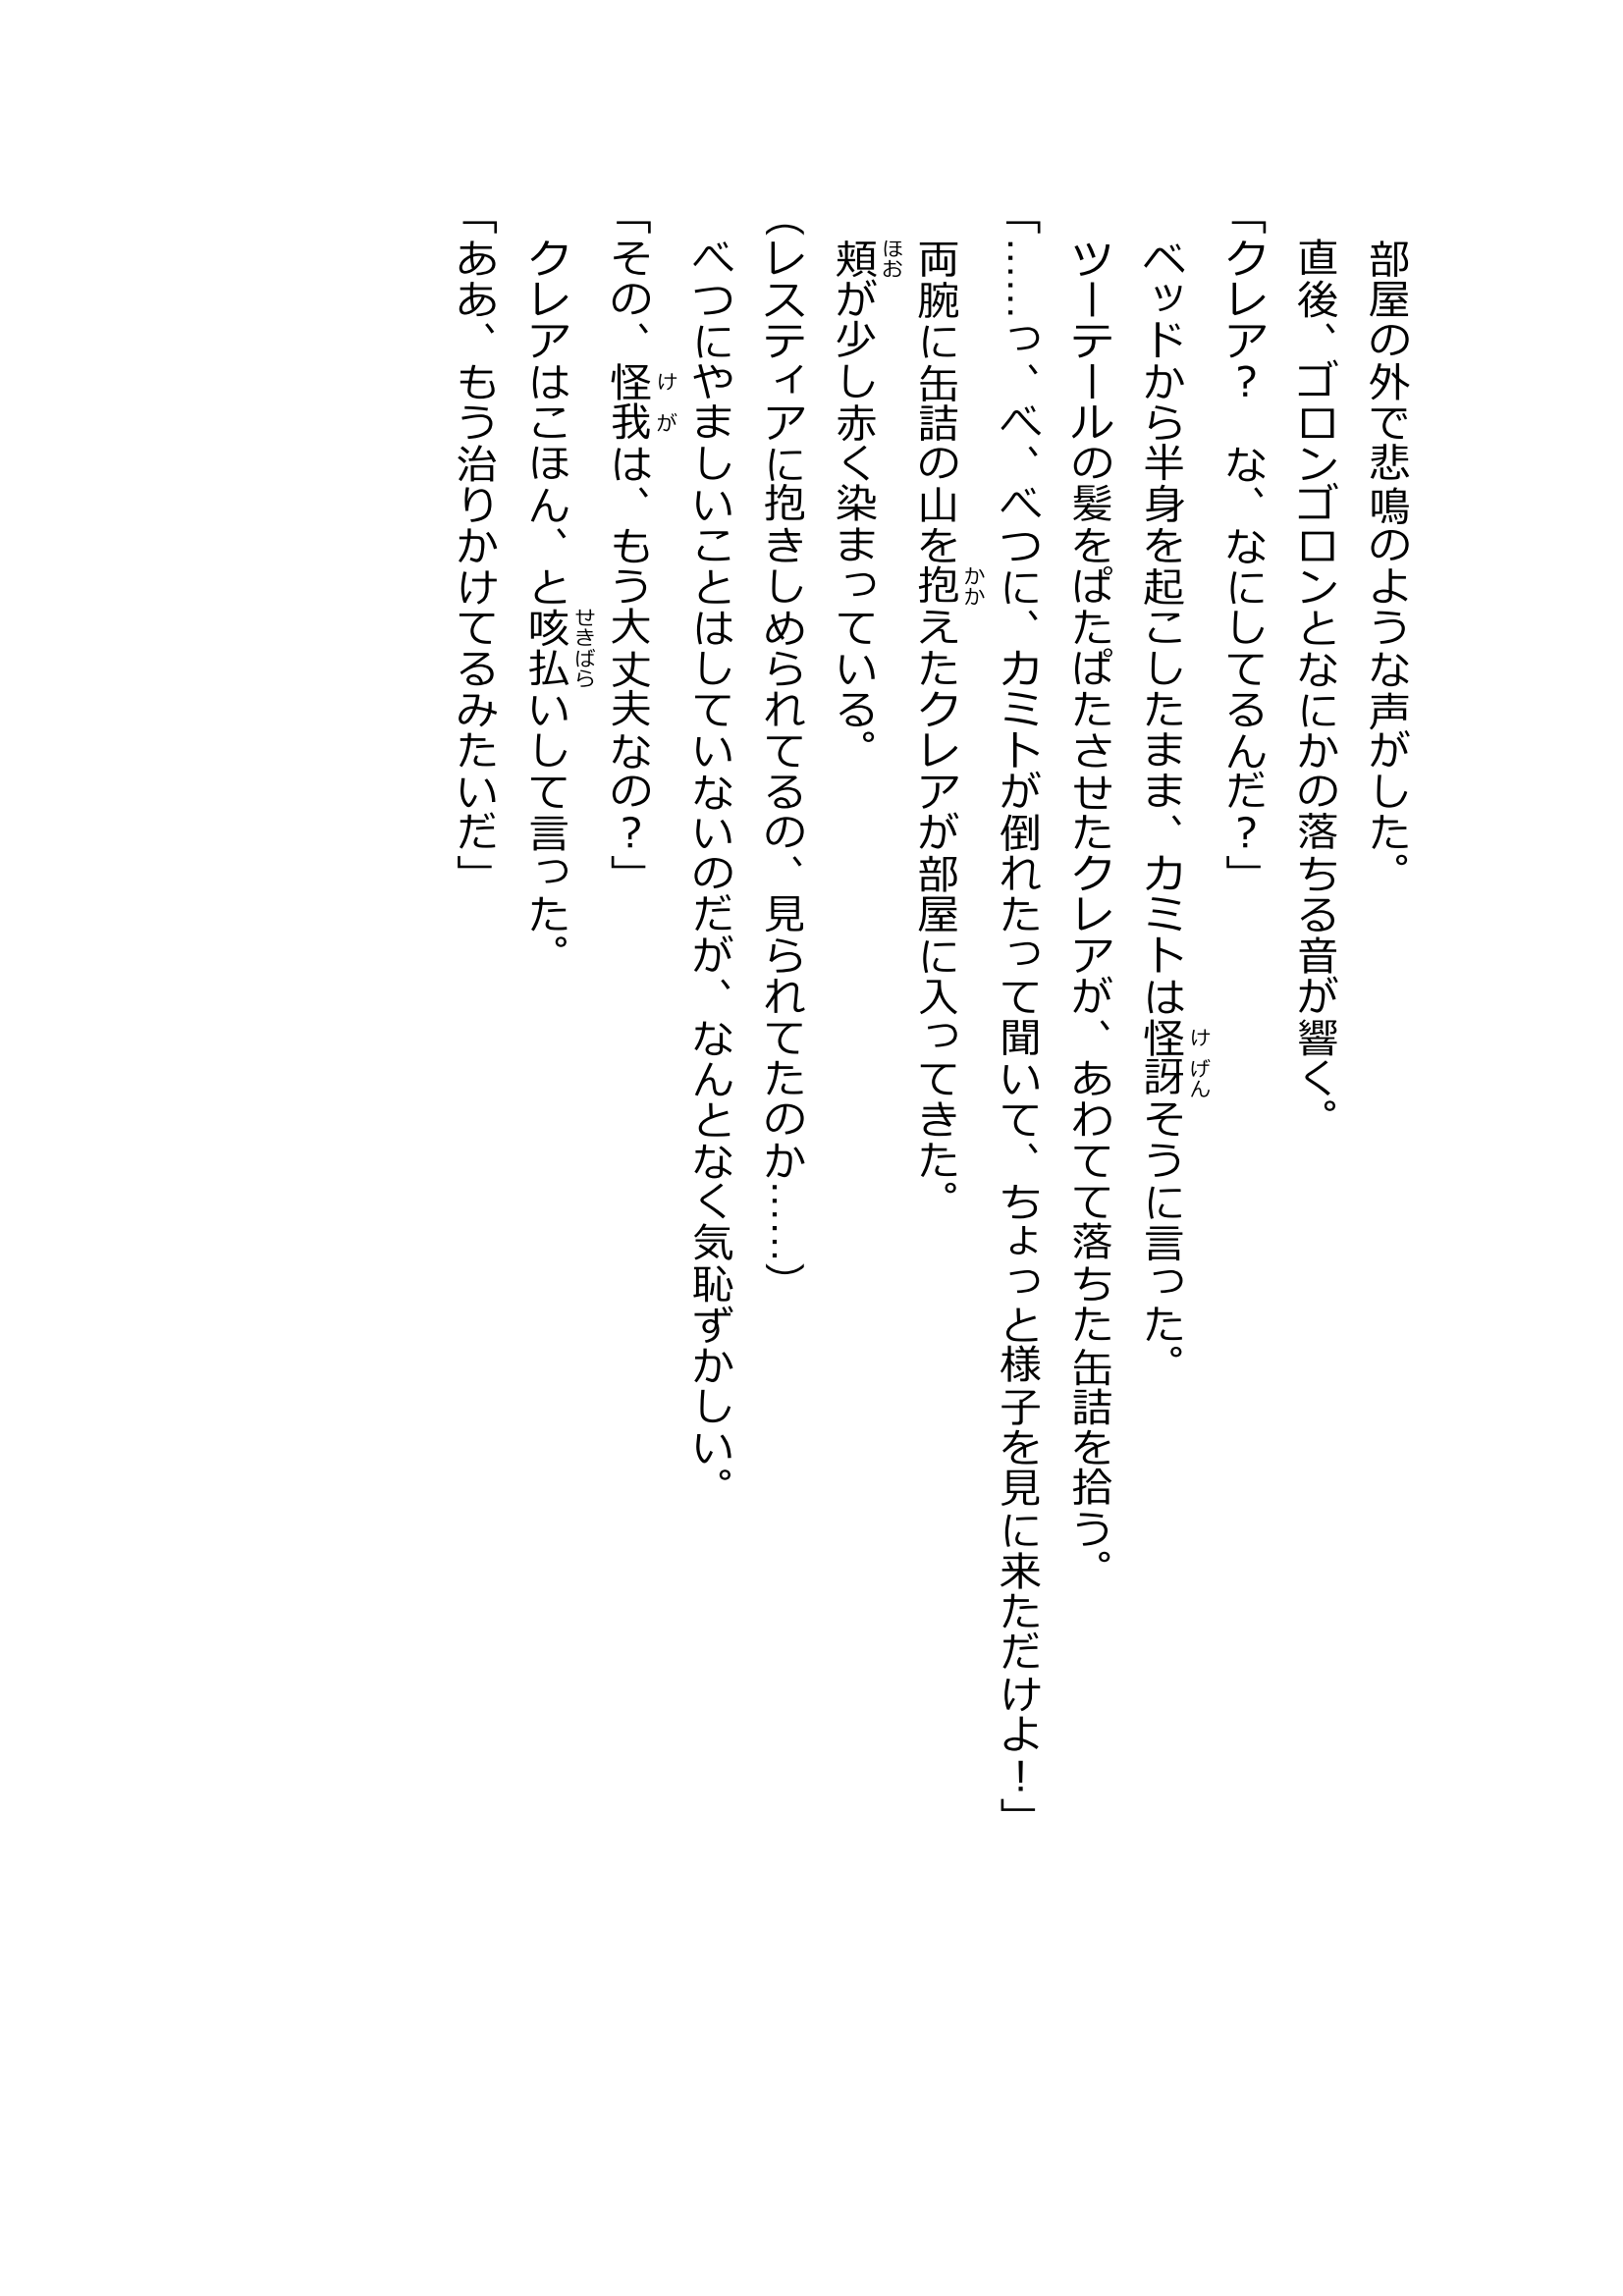 部屋の外で悲鳴のような声がした。
　直後、ゴロンゴロンとなにかの落ちる音が響く。
「クレア？　な、なにしてるんだ？」
　ベッドから半身を起こしたまま、カミトは怪訝そうに言った。
　ツーテールの髪をぱたぱたさせたクレアが、あわてて落ちた缶詰を拾う。
「……っ、べ、べつに、カミトが倒れたって聞いて、ちょっと様子を見に来ただけよ！」
　両腕に缶詰の山を抱えたクレアが部屋に入ってきた。
　頬が少し赤く染まっている。
（レスティアに抱きしめられてるの、見られてたのか……）
　べつにやましいことはしていないのだが、なんとなく気恥ずかしい。
「その、怪我は、もう大丈夫なの？」
　クレアはこほん、と咳払いして言った。
「ああ、もう治りかけてるみたいだ」